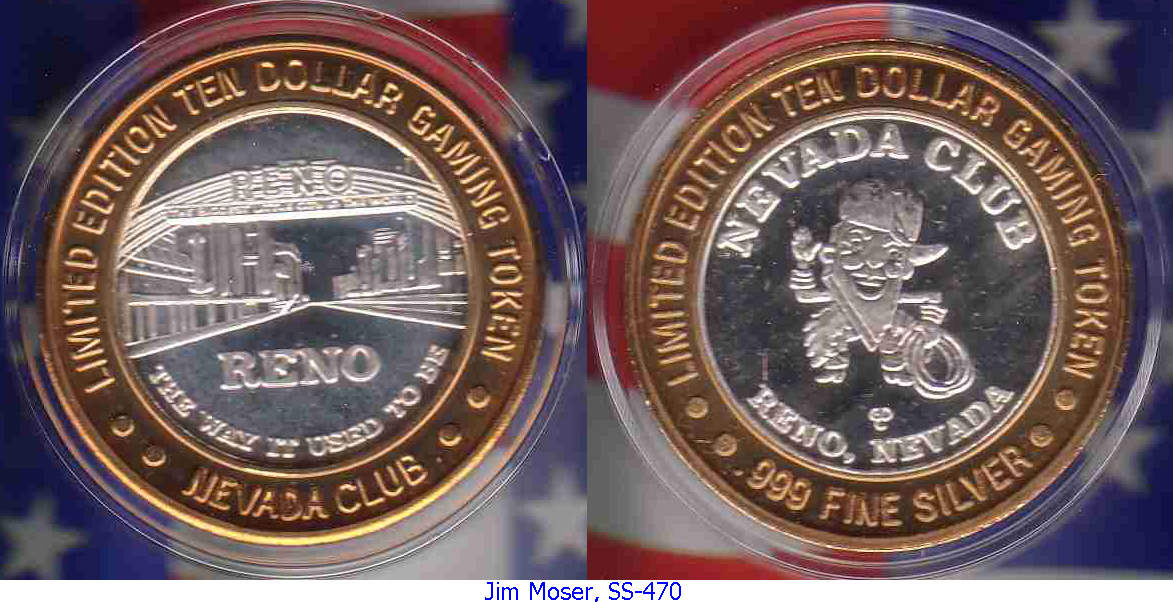 LIMITED EDITION TEN DOLLAR GAMING TOKEN
RENO
RENO
THE WAY IT USED TO BE
NEVADA CLUB
LIMITED EDITION TEN DOLLAR GAMING TOKEN
NEVADA CLUB
RENO, NEVADA
.999 FINE SILVER
Jim Moser, SS-470